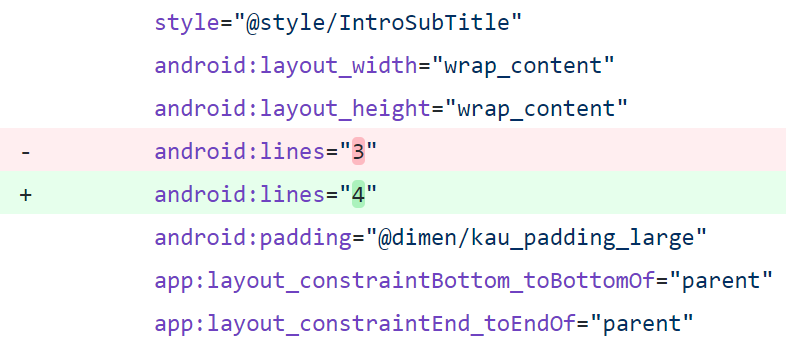 style="@style/IntroSubTitle"
android:layout_width="wrap_content"
android:layout_height="wrap_content"
- android:lines="3"
+ android:lines="4"
android:padding="@dimen/kau_padding_large"
app:layout_constraintBottom_toBottomOf="parent"
app:layout_constraintEnd_toEndOf="parent"